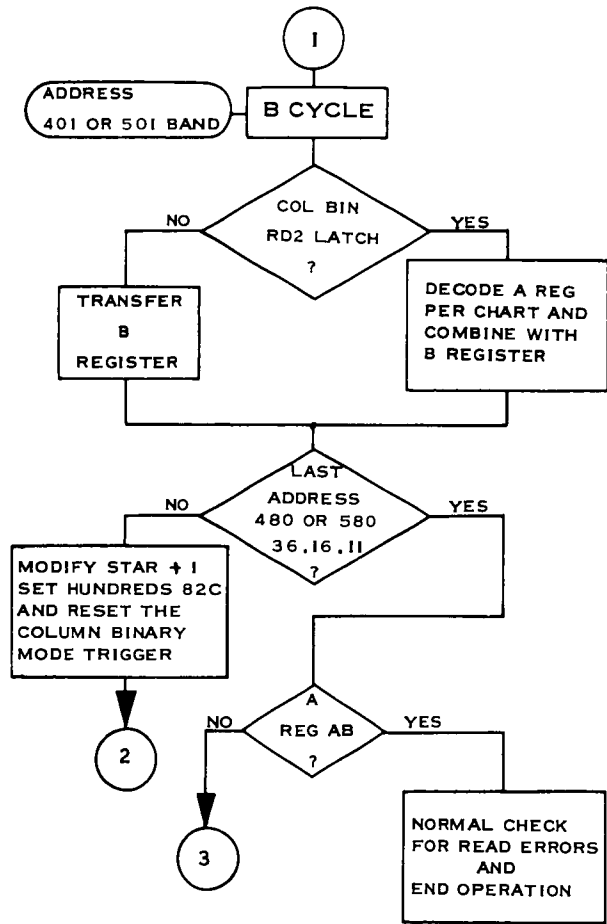 1
ADDRESS
401 OR 501 BAND
B CYCLE
COL BIN
RD2 LATCH
?
NO
YES
TRANSFER
B
REGISTER
DECODE A REG
PER CHART AND
COMBINE WITH
B REGISTER
LAST
ADDRESS
480 OR 580
36.16.11
?
NO
YES
MODIFY STAR +1
SET HUNDREDS 82C
AND RESET THE
COLUMN BINARY
MODE TRIGGER
2
A
REG AB
?
NO
YES
3
NORMAL CHECK
FOR READ ERRORS
AND
END OPERATION